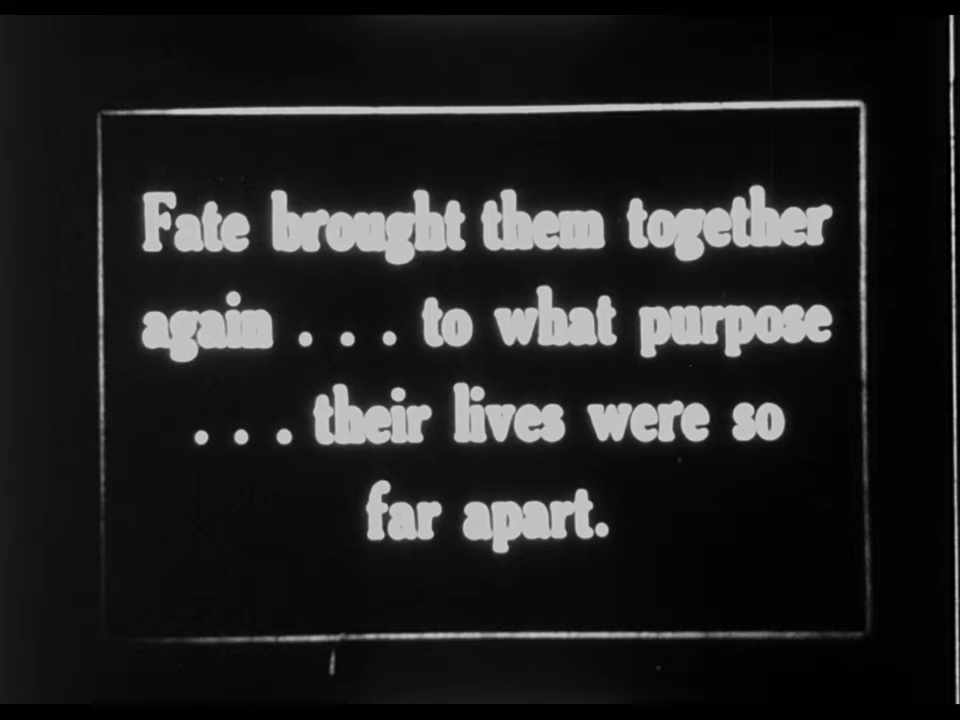 Fate brought them together
again . . . to what purpose
. . . their lives were so
far apart.